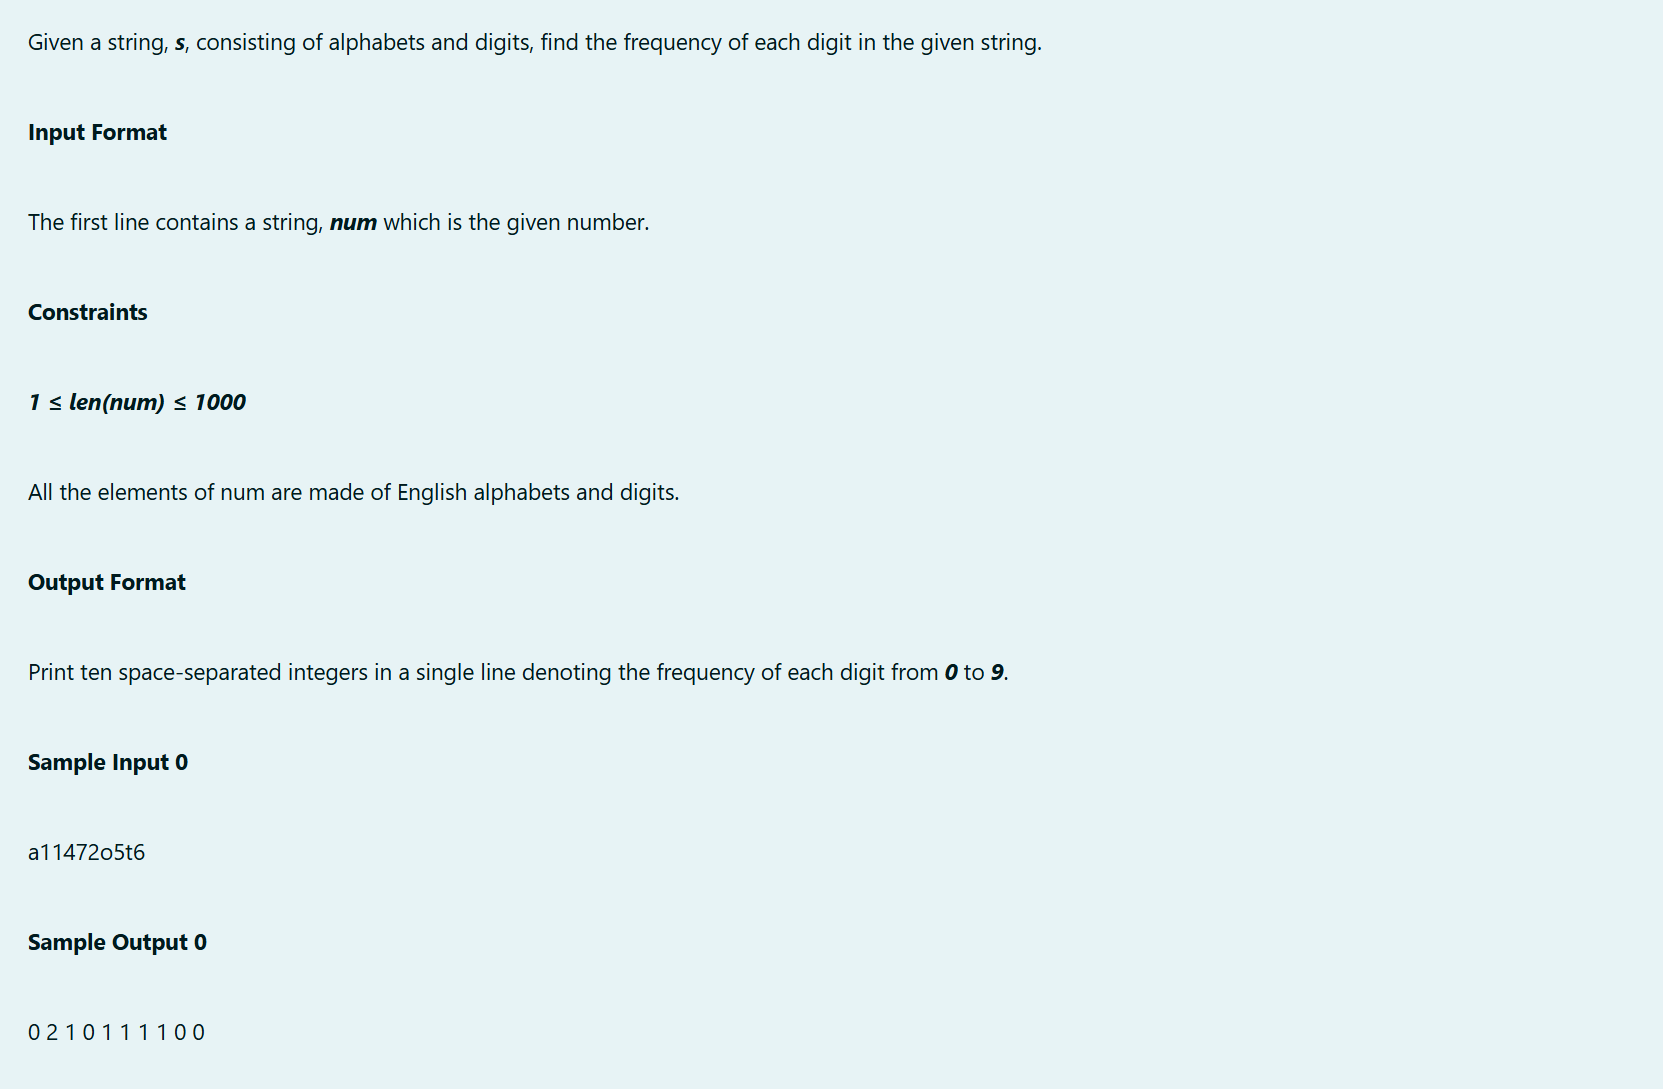 Given a string, s, consisting of alphabets and digits, find the frequency of each digit in the given string.
Input Format
The first line contains a string, num which is the given number.
Constraints
1 ≤ len(num) ≤ 1000
All the elements of num are made of English alphabets and digits.
Output Format
Print ten space-separated integers in a single line denoting the frequency of each digit from 0 to 9.
Sample Input 0
a11472o5t6
Sample Output 0
0 2 1 0 1 1 1 1 0 0